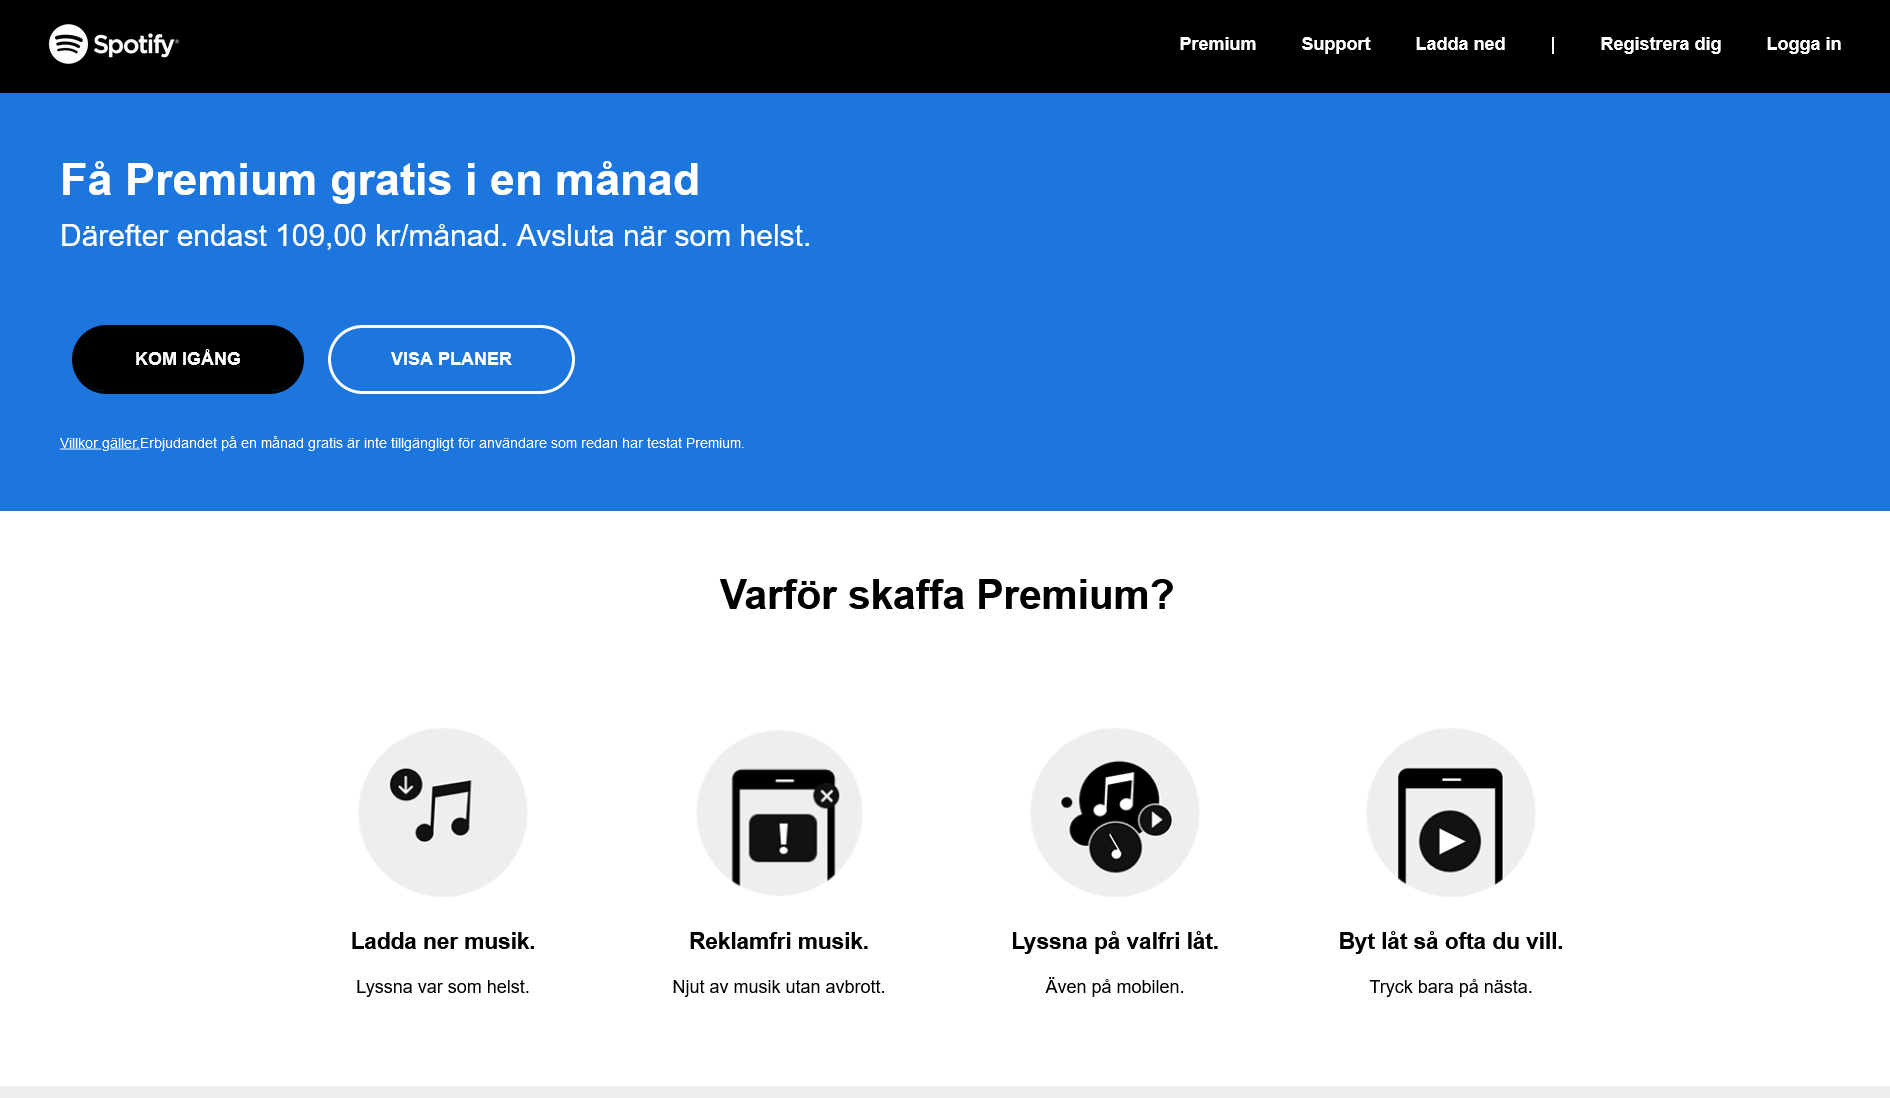 Spotify
Premium
Support
Ladda ned
|
Registrera dig
Logga in
Få Premium gratis i en månad
Därefter endast 109,00 kr/månad. Avsluta när som helst.
KOM IGÅNG
VISA PLANER
Villkor gäller.Erbjudandet på en månad gratis är inte tillgängligt för användare som redan har testat Premium.
Varför skaffa Premium?
Ladda ner musik.
Lyssna var som helst.
Reklamfri musik.
Njut av musik utan avbrott.
Lyssna på valfri låt.
Även på mobilen.
Byt låt så ofta du vill.
Tryck bara på nästa.